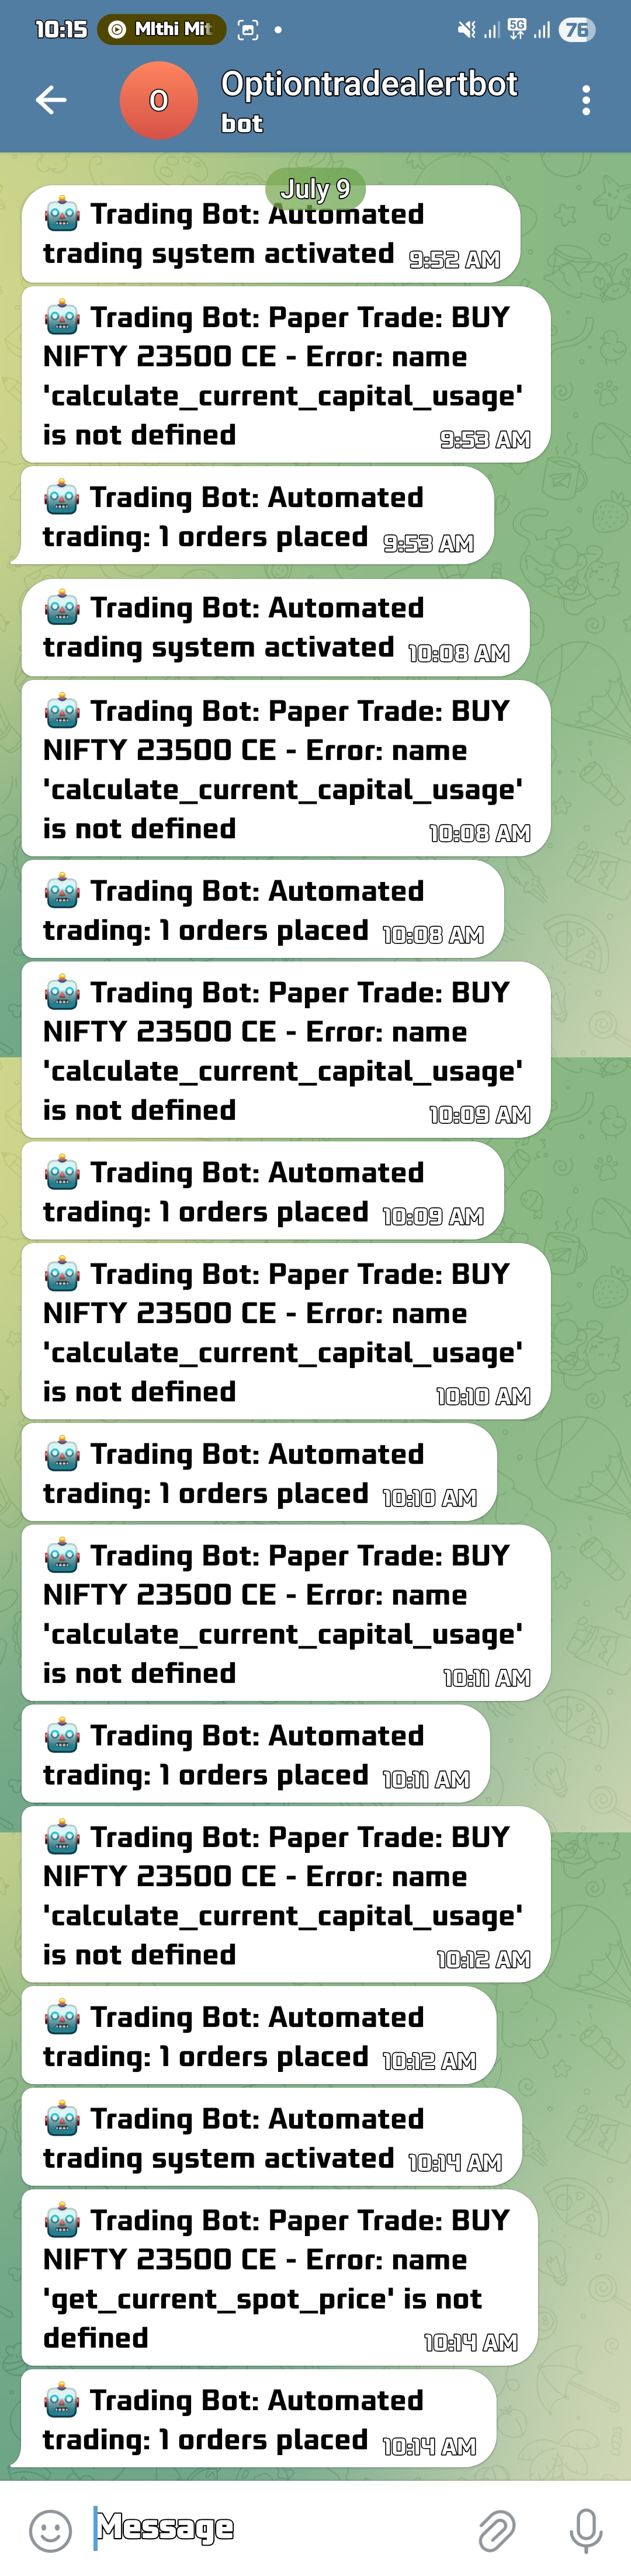 10:15 MIthi Mit 5G 76
O Optiontradealertbot
bot
July 9
🤖 Trading Bot: Automated
trading system activated 9:52 AM
🤖 Trading Bot: Paper Trade: BUY
NIFTY 23500 CE - Error: name
'calculate_current_capital_usage'
is not defined 9:53 AM
🤖 Trading Bot: Automated
trading: 1 orders placed 9:53 AM
🤖 Trading Bot: Automated
trading system activated 10:08 AM
🤖 Trading Bot: Paper Trade: BUY
NIFTY 23500 CE - Error: name
'calculate_current_capital_usage'
is not defined 10:08 AM
🤖 Trading Bot: Automated
trading: 1 orders placed 10:08 AM
🤖 Trading Bot: Paper Trade: BUY
NIFTY 23500 CE - Error: name
'calculate_current_capital_usage'
is not defined 10:09 AM
🤖 Trading Bot: Automated
trading: 1 orders placed 10:09 AM
🤖 Trading Bot: Paper Trade: BUY
NIFTY 23500 CE - Error: name
'calculate_current_capital_usage'
is not defined 10:10 AM
🤖 Trading Bot: Automated
trading: 1 orders placed 10:10 AM
🤖 Trading Bot: Paper Trade: BUY
NIFTY 23500 CE - Error: name
'calculate_current_capital_usage'
is not defined 10:11 AM
🤖 Trading Bot: Automated
trading: 1 orders placed 10:11 AM
🤖 Trading Bot: Paper Trade: BUY
NIFTY 23500 CE - Error: name
'calculate_current_capital_usage'
is not defined 10:12 AM
🤖 Trading Bot: Automated
trading: 1 orders placed 10:12 AM
🤖 Trading Bot: Automated
trading system activated 10:14 AM
🤖 Trading Bot: Paper Trade: BUY
NIFTY 23500 CE - Error: name
'get_current_spot_price' is not
defined 10:14 AM
🤖 Trading Bot: Automated
trading: 1 orders placed 10:14 AM
Message